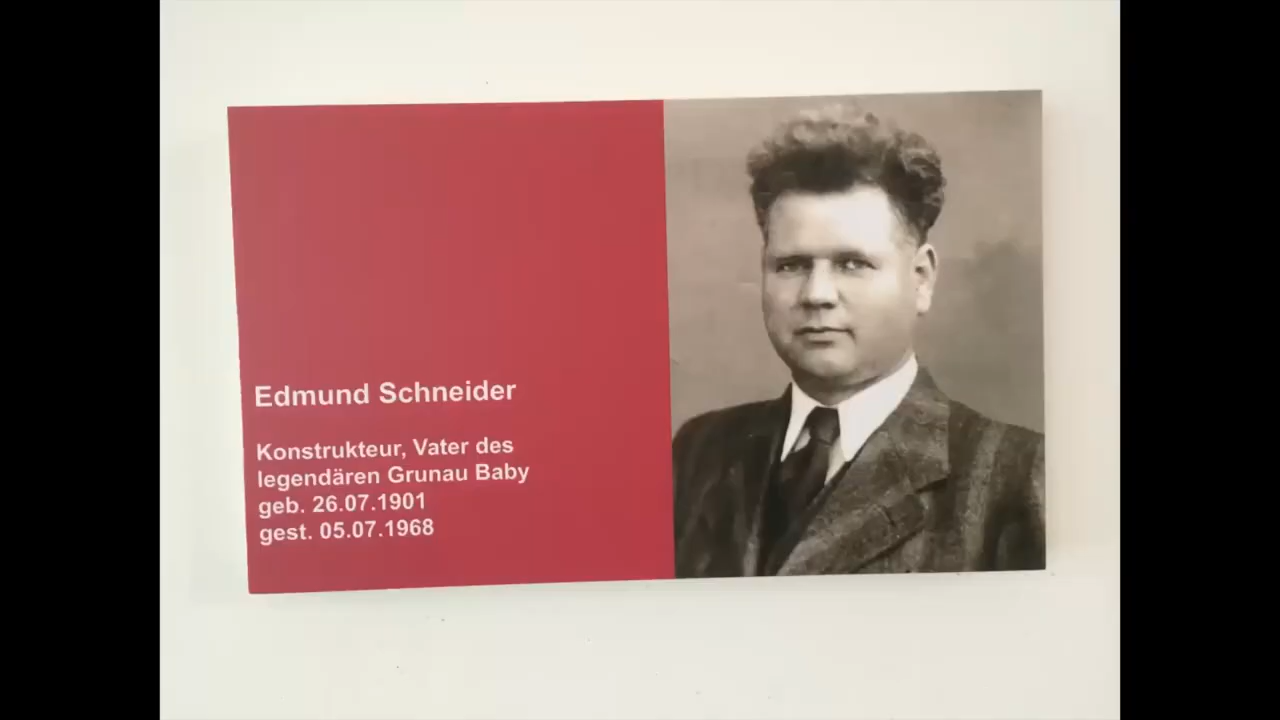 Edmund Schneider
Konstrukteur, Vater des
legendären Grunau Baby
geb. 26.07.1901
gest. 05.07.1968